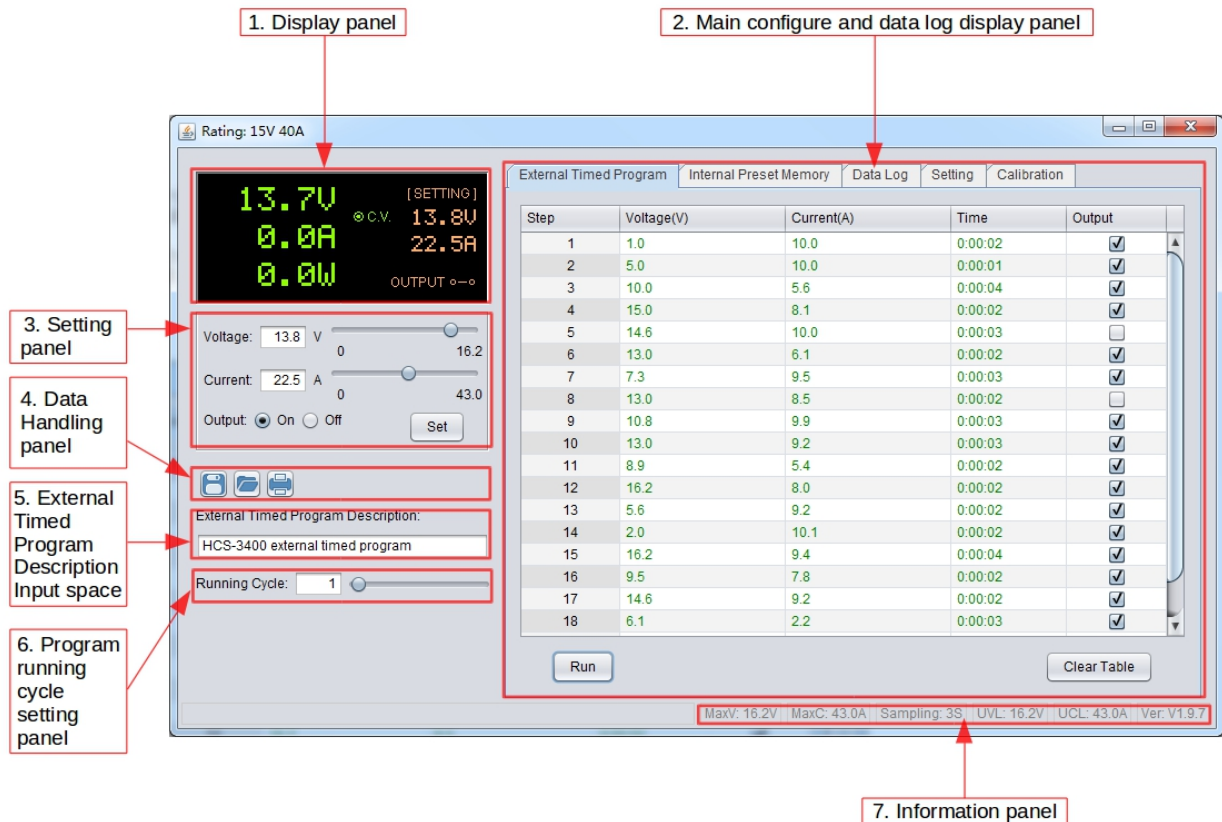 1. Display panel
2. Main configure and data log display panel
Rating: 15V 40A
13.7V
[SETTING]
C.V.
13.8V
0.0A
22.5A
0.0W
OUTPUT
3. Setting
panel
Voltage: 13.8 V
0 16.2
Current: 22.5 A
0 43.0
Output: On Off
Set
4. Data
Handling
panel
5. External
Timed
Program
Description
Input space
External Timed Program Description:
HCS-3400 external timed program
Running Cycle: 1
6. Program
running
cycle
setting
panel
External Timed Program Internal Preset Memory Data Log Setting Calibration
Step Voltage(V) Current(A) Time Output
1 1.0 10.0 0:00:02
2 5.0 10.0 0:00:01
3 10.0 5.6 0:00:04
4 15.0 8.1 0:00:02
5 14.6 10.0 0:00:03
6 13.0 6.1 0:00:02
7 7.3 9.5 0:00:03
8 13.0 8.5 0:00:02
9 10.8 9.9 0:00:03
10 13.0 9.2 0:00:03
11 8.9 5.4 0:00:02
12 16.2 8.0 0:00:02
13 5.6 9.2 0:00:02
14 2.0 10.1 0:00:02
15 16.2 9.4 0:00:04
16 9.5 7.8 0:00:02
17 14.6 9.2 0:00:02
18 6.1 2.2 0:00:03
Run
Clear Table
MaxV: 16.2V MaxC: 43.0A Sampling: 3S UVL: 16.2V UCL: 43.0A Ver: V1.9.7
7. Information panel